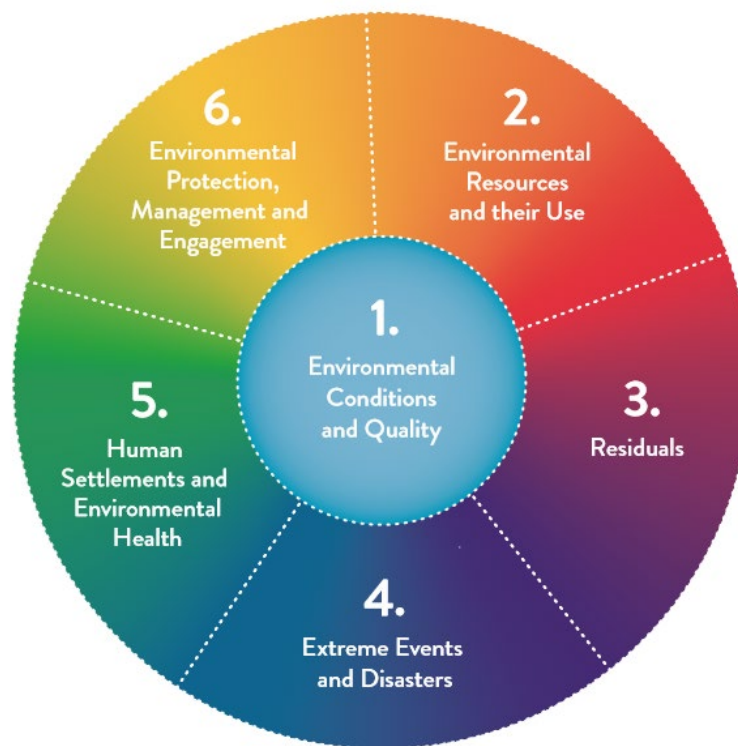 1.
Environmental
Conditions
and Quality
2.
Environmental
Resources
and their Use
3.
Residuals
4.
Extreme Events
and Disasters
5.
Human
Settlements and
Environmental
Health
6.
Environmental
Protection,
Management and
Engagement